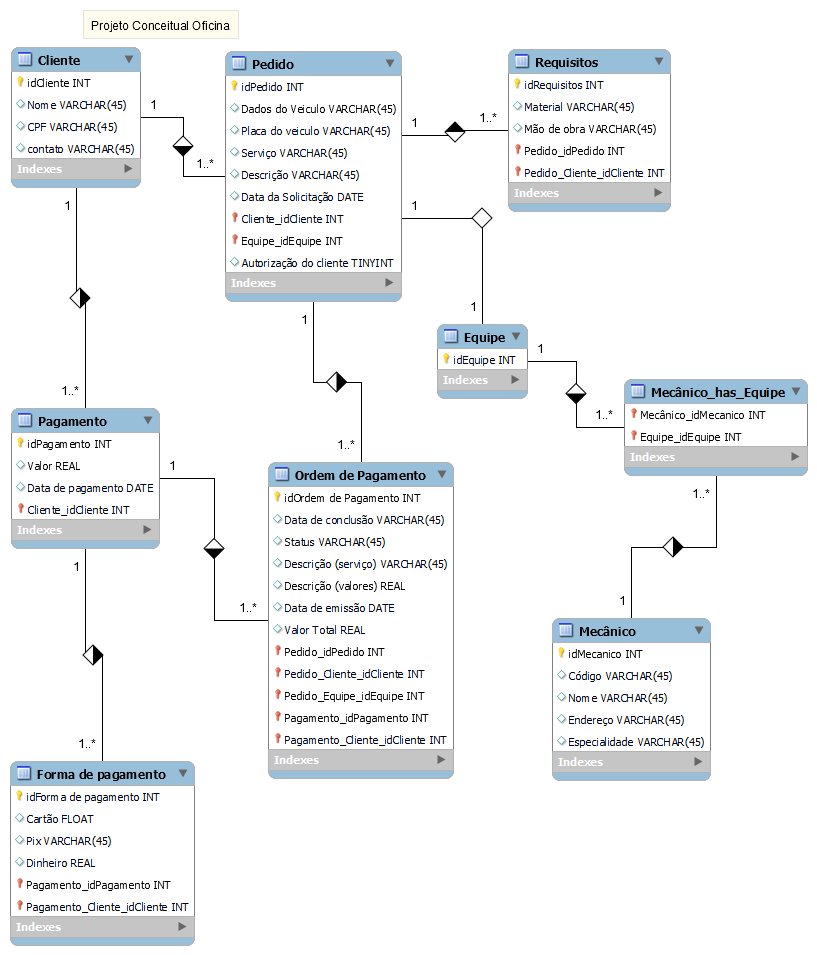 Projeto Conceitual Oficina
Cliente
idCliente INT
Nome VARCHAR(45)
CPF VARCHAR(45)
contato VARCHAR(45)
Indexes
1
1..*
Pedido
idPedido INT
Dados do Veiculo VARCHAR(45)
Placa do veiculo VARCHAR(45)
Serviço VARCHAR(45)
Descrição VARCHAR(45)
Data da Solicitação DATE
Cliente_idCliente INT
Equipe_idEquipe INT
Autorização do cliente TINYINT
Indexes
1
1..*
Requisitos
idRequisitos INT
Material VARCHAR(45)
Mão de obra VARCHAR(45)
Pedido_idPedido INT
Pedido_Cliente_idCliente INT
Indexes
1
1
Equipe
idEquipe INT
Indexes
1
1..*
Mecânico_has_Equipe
Mecânico_idMecanico INT
Equipe_idEquipe INT
Indexes
1..*
1
Mecânico
idMecanico INT
Código VARCHAR(45)
Nome VARCHAR(45)
Endereço VARCHAR(45)
Especialidade VARCHAR(45)
Indexes
1
1..*
Pagamento
idPagamento INT
Valor REAL
Data de pagamento DATE
Cliente_idCliente INT
Indexes
1
1..*
1
1..*
Ordem de Pagamento
idOrdem de Pagamento INT
Data de conclusão VARCHAR(45)
Status VARCHAR(45)
Descrição (serviço) VARCHAR(45)
Descrição (valores) REAL
Data de emissão DATE
Valor Total REAL
Pedido_idPedido INT
Pedido_Cliente_idCliente INT
Pedido_Equipe_idEquipe INT
Pagamento_idPagamento INT
Pagamento_Cliente_idCliente INT
Indexes
1
1..*
Forma de pagamento
idForma de pagamento INT
Cartão FLOAT
Pix VARCHAR(45)
Dinheiro REAL
Pagamento_idPagamento INT
Pagamento_Cliente_idCliente INT
Indexes